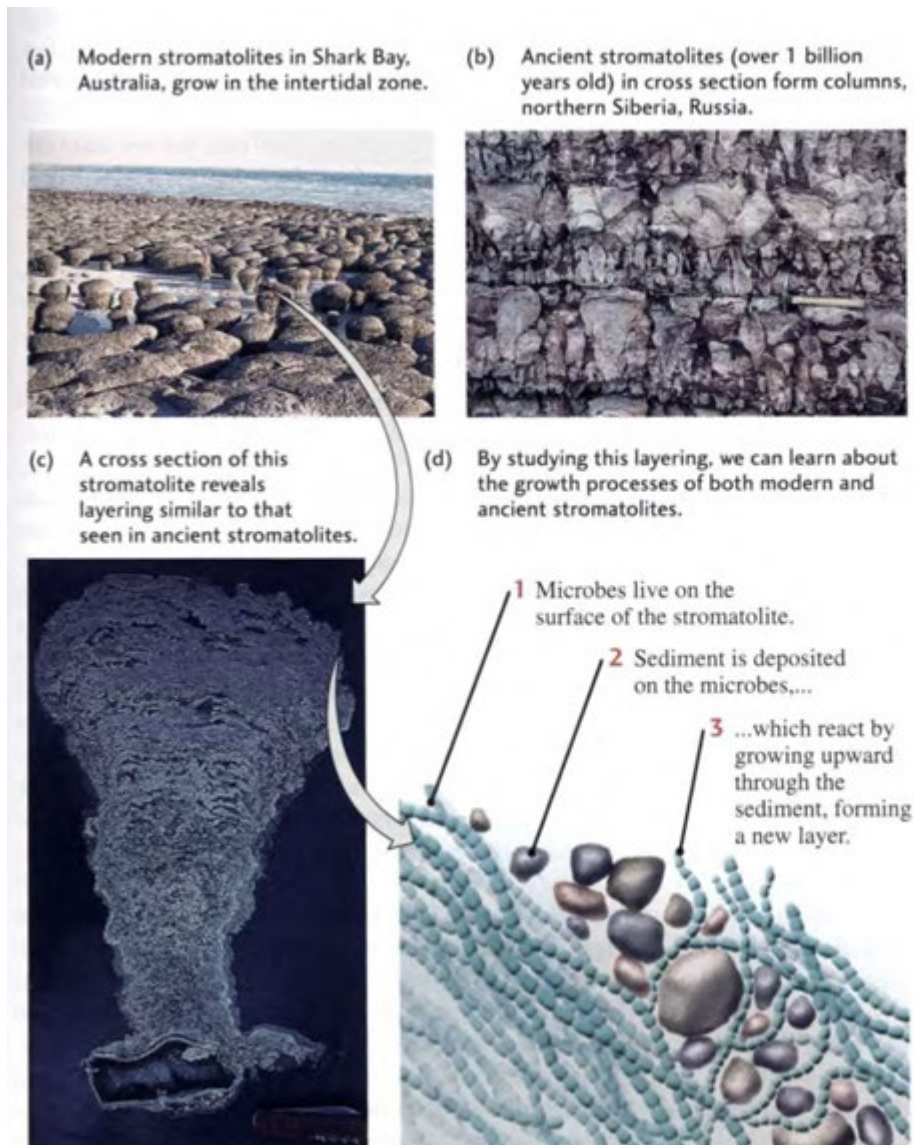 (a) Modern stromatolites in Shark Bay,
Australia, grow in the intertidal zone.
(b) Ancient stromatolites (over 1 billion
years old) in cross section form columns,
northern Siberia, Russia.
(c) A cross section of this
stromatolite reveals
layering similar to that
seen in ancient stromatolites.
(d) By studying this layering, we can learn about
the growth processes of both modern and
ancient stromatolites.
1 Microbes live on the
surface of the stromatolite.
2 Sediment is deposited
on the microbes,...
3 ...which react by
growing upward
through the
sediment, forming
a new layer.